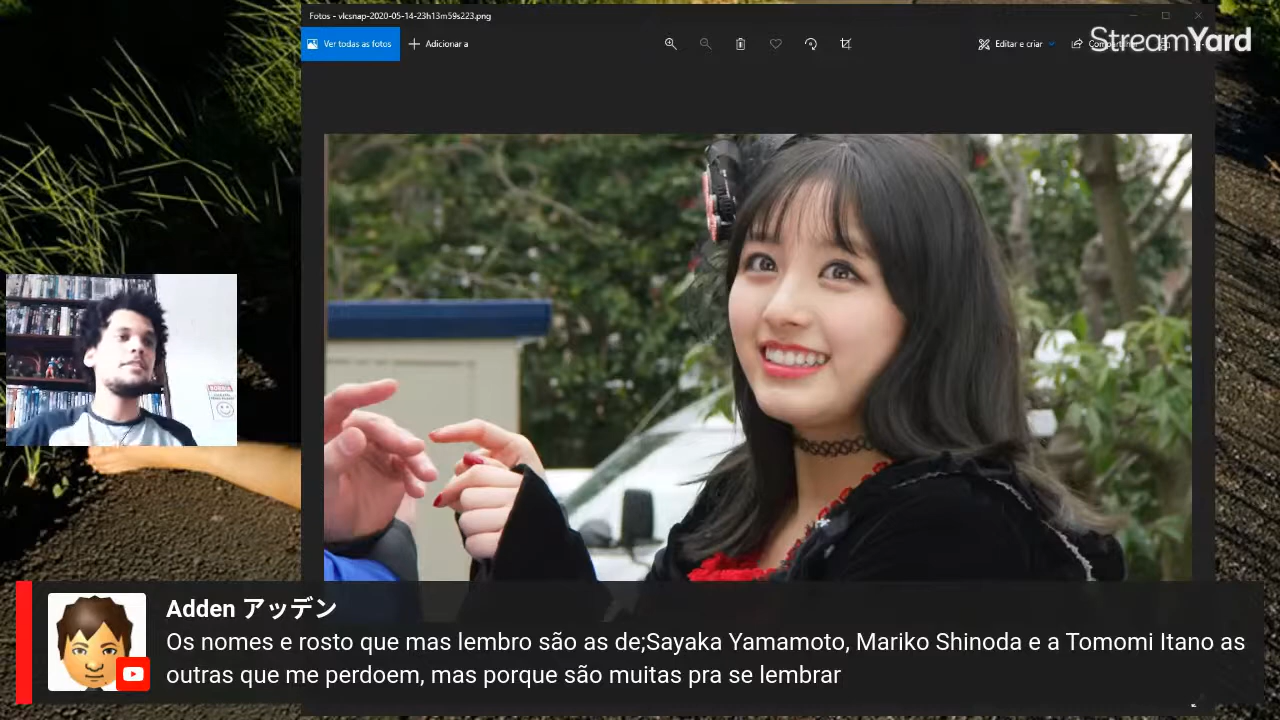 Fotos - vlcsnap-2020-05-14-23h13m59s223.png
Ver todas as fotos
Adicionar a
Editar e criar
StreamYard
Adden アッデン
Os nomes e rosto que mas lembro são as de;Sayaka Yamamoto, Mariko Shinoda e a Tomomi Itano as
outras que me perdoem, mas porque são muitas pra se lembrar